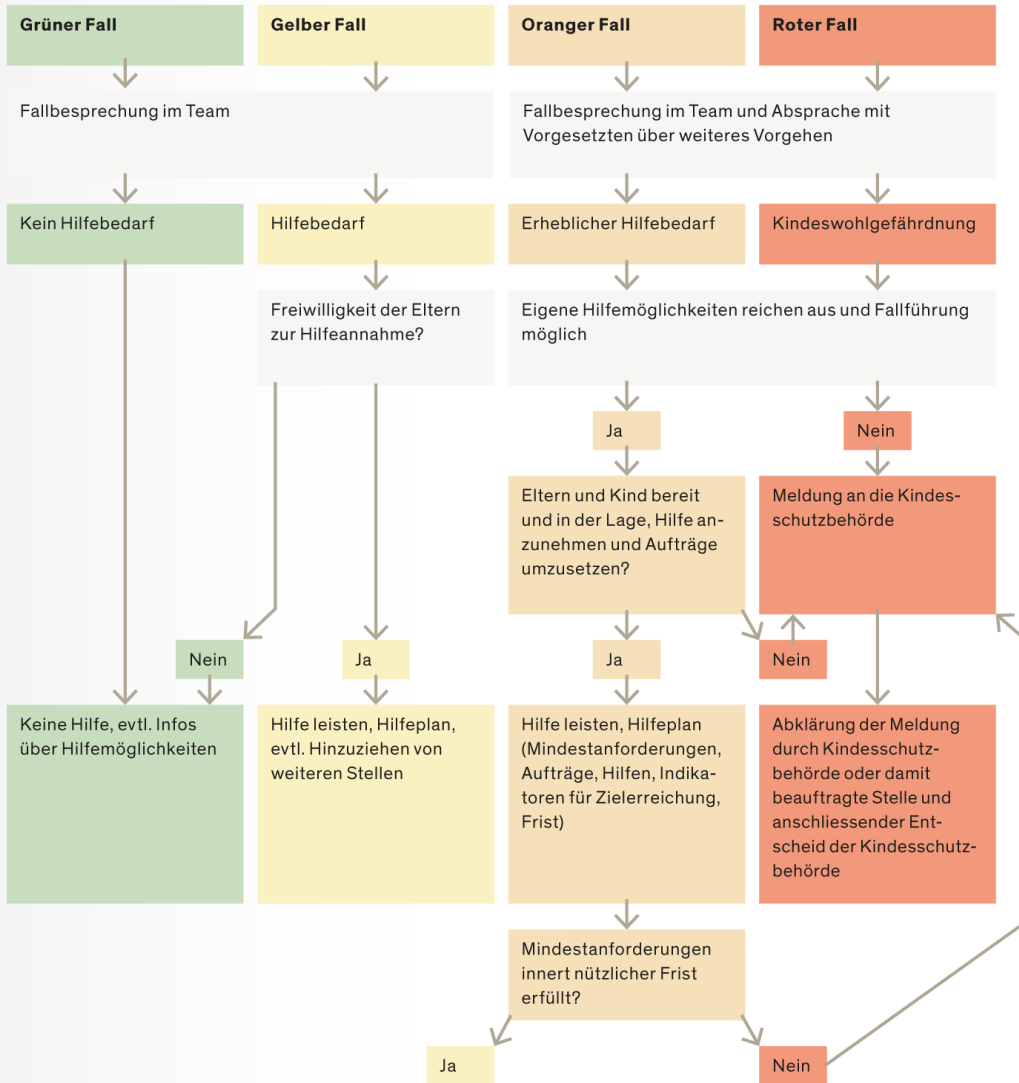 Grüner Fall
Gelber Fall
Oranger Fall
Roter Fall
Fallbesprechung im Team
Fallbesprechung im Team und Absprache mit
Vorgesetzten über weiteres Vorgehen
Kein Hilfebedarf
Hilfebedarf
Erheblicher Hilfebedarf
Kindeswohlgefährdnung
Freiwilligkeit der Eltern
zur Hilfeannahme?
Eigene Hilfemöglichkeiten reichen aus und Fallführung
möglich
Ja
Nein
Eltern und Kind bereit
und in der Lage, Hilfe an-
zunehmen und Aufträge
umzusetzen?
Meldung an die Kindes-
schutzbehörde
Nein
Ja
Ja
Nein
Keine Hilfe, evtl. Infos
über Hilfemöglichkeiten
Hilfe leisten, Hilfeplan,
evtl. Hinzuziehen von
weiteren Stellen
Hilfe leisten, Hilfeplan
(Mindestanforderungen,
Aufträge, Hilfen, Indika-
toren für Zielerreichung,
Frist)
Abklärung der Meldung
durch Kindesschutz-
behörde oder damit
beauftragte Stelle und
anschliessender Ent-
scheid der Kindesschutz-
behörde
Mindestanforderungen
innert nützlicher Frist
erfüllt?
Ja
Nein